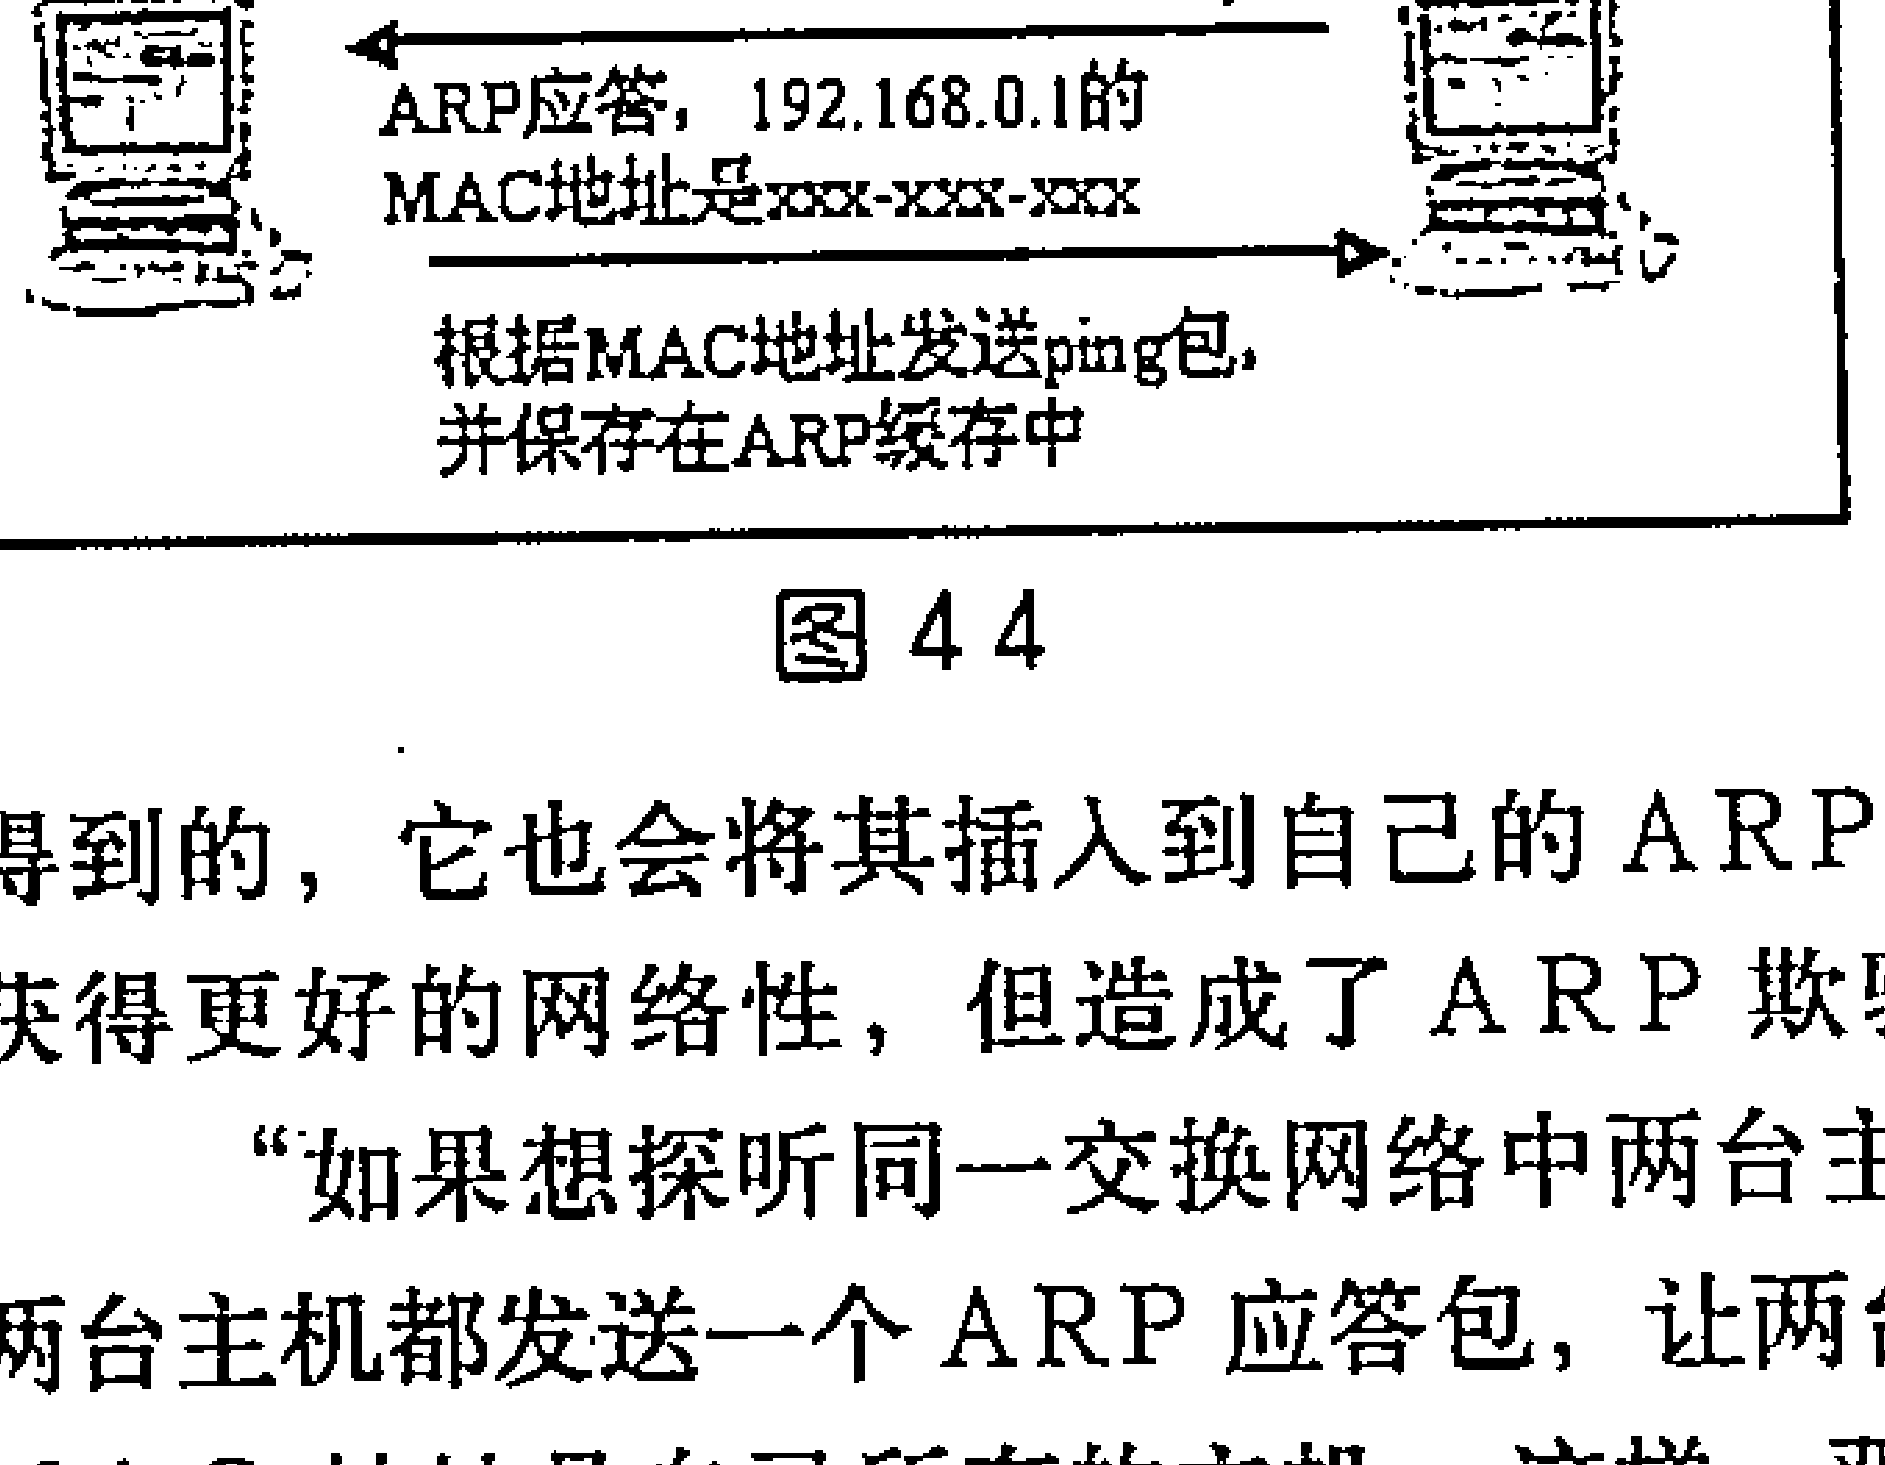 ARP应答，192.168.0.1的
MAC地址是xxx-xxx-xxx
根据MAC地址发送ping包，
并保存在ARP缓存中
图 44
得到的，它也会将其插入到自己的 ARP
获得更好的网络性，但造成了 ARP 欺
“如果想探听同一交换网络中两台主
两台主机都发送一个 ARP 应答包，让两台